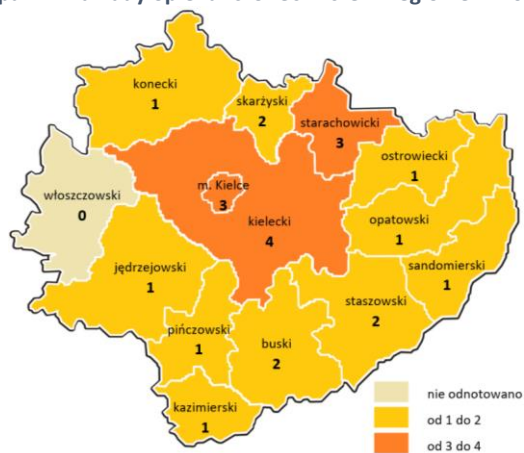 konecki
1
skarżyski
2
starachowicki
3
ostrowiecki
1
m. Kielce
3
włoszczowski
0
kielecki
4
opatowski
1
sandomierski
1
jędrzejowski
1
staszowski
2
pińczowski
1
buski
2
kazimierski
1
nie odnotowano
od 1 do 2
od 3 do 4